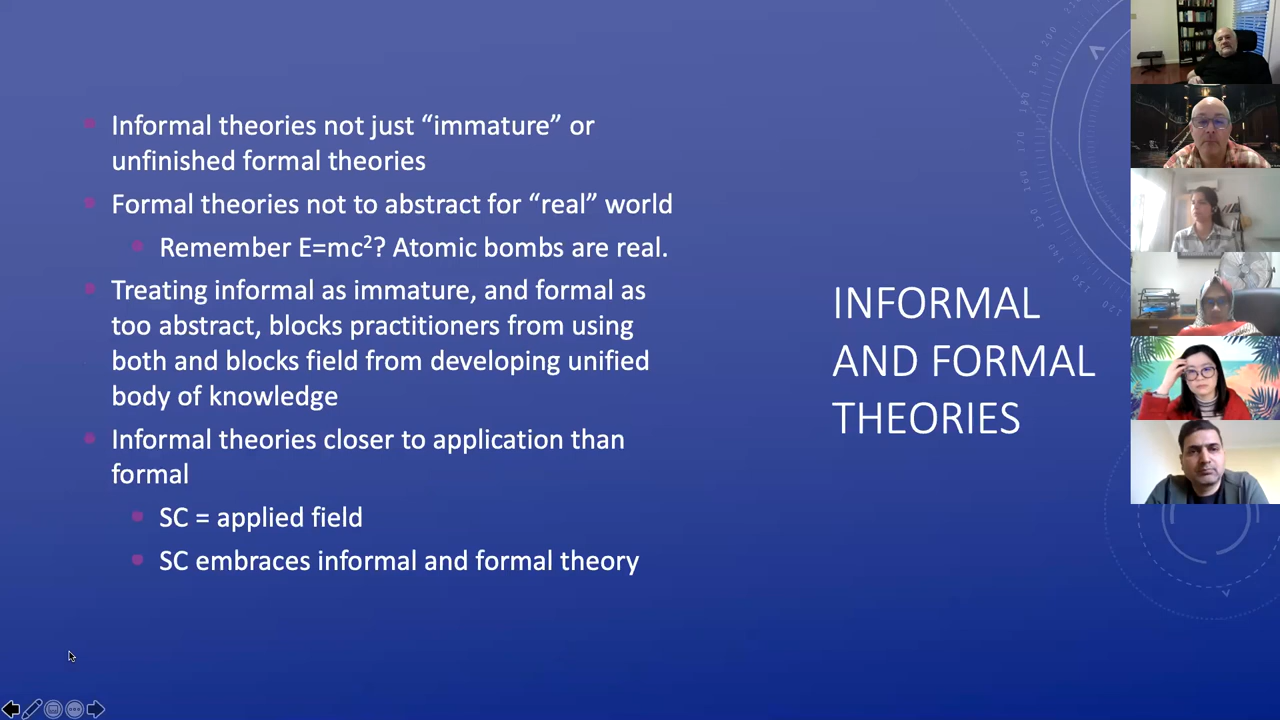 Informal theories not just “immature” or
unfinished formal theories
Formal theories not to abstract for “real” world
Remember E=mc²? Atomic bombs are real.
Treating informal as immature, and formal as
too abstract, blocks practitioners from using
both and blocks field from developing unified
body of knowledge
Informal theories closer to application than
formal
SC = applied field
SC embraces informal and formal theory
INFORMAL
AND FORMAL
THEORIES